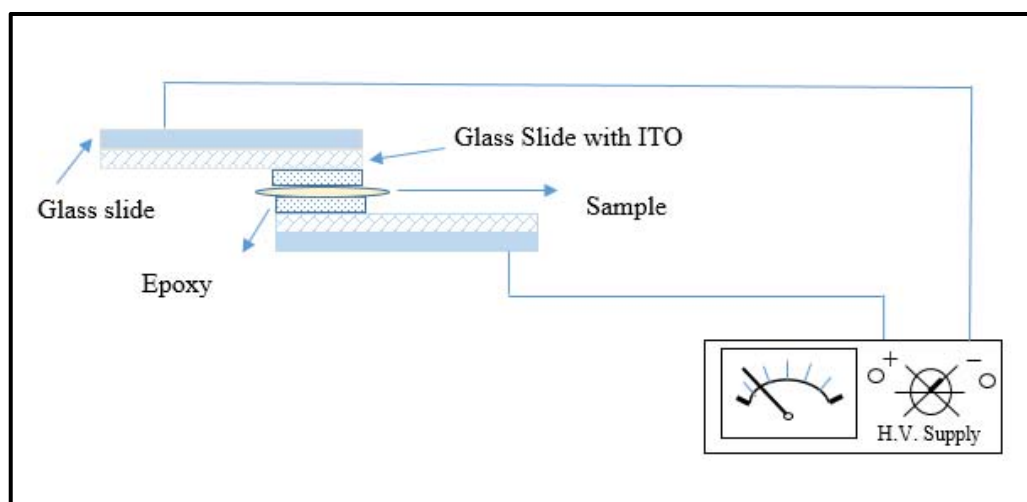 Glass Slide with ITO
Glass slide
Sample
Epoxy
+ −
H.V. Supply